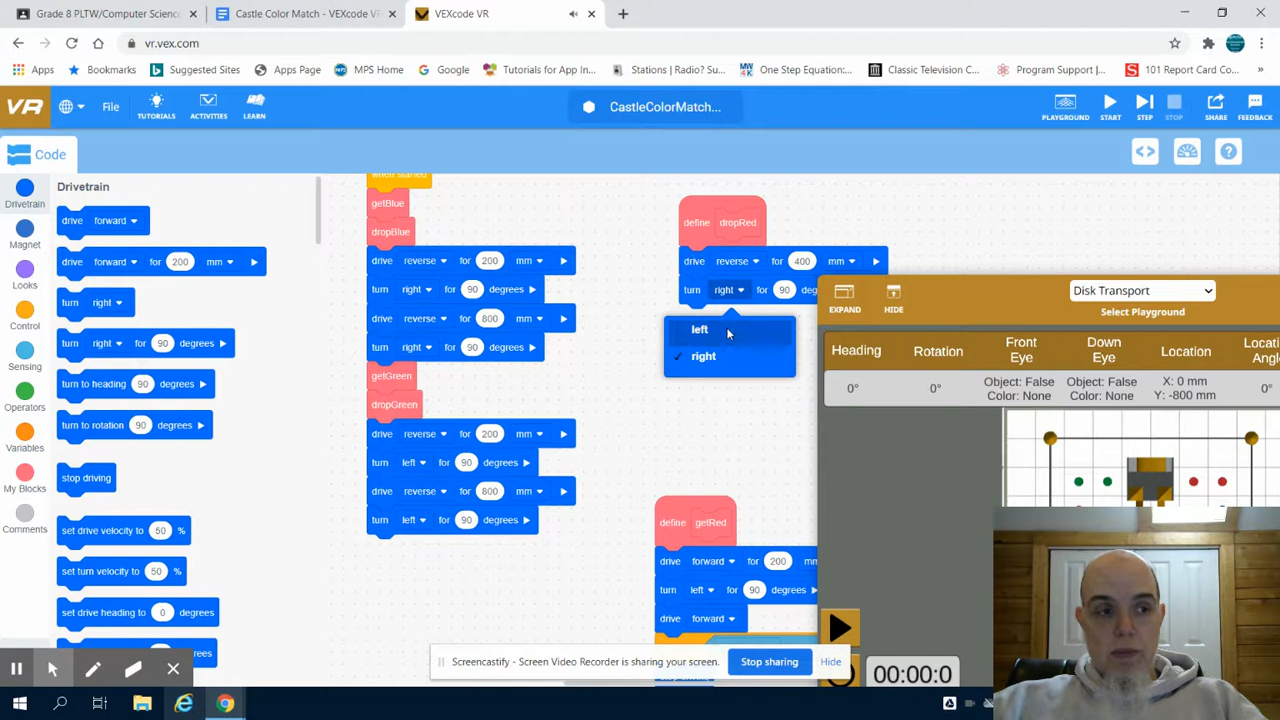 Grade 8 PLTW/Computer Scienc
Castle Color Match - VEXcode VR
VEXcode VR
vr.vex.com
Apps
Bookmarks
Suggested Sites
Apps Page
MPS Home
Google
Tutorials for App In...
Stations | Radio? Su...
One Step Equation:...
Classic Television C...
Program Support |...
101 Report Card Co...
VR
File
TUTORIALS
ACTIVITIES
LEARN
CastleColorMatch...
PLAYGROUND
START
STEP
STOP
SHARE
FEEDBACK
Code
Drivetrain
Magnet
Looks
Control
Sensing
Operators
Variables
My Blocks
Comments
Drivetrain
drive forward
drive forward for 200 mm
turn right
turn right for 90 degrees
turn to heading 90 degrees
turn to rotation 90 degrees
stop driving
set drive velocity to 50 %
set turn velocity to 50 %
set drive heading to 0 degrees
degrees
when started
getBlue
dropBlue
drive reverse for 200 mm
turn right for 90 degrees
drive reverse for 800 mm
turn right for 90 degrees
getGreen
dropGreen
drive reverse for 200 mm
turn left for 90 degrees
drive reverse for 800 mm
turn left for 90 degrees
define dropRed
drive reverse for 400 mm
turn right for 90 deg
left
✓ right
define getRed
drive forward for 200 mm
turn left for 90 degrees
drive forward
EXPAND
HIDE
Disk Transport
Select Playground
Heading
Rotation
Front Eye
Down Eye
Location
Locati
Angl
0°
0°
Object: False
Color: None
Object: False
Color: None
X: 0 mm
Y: -800 mm
0°
00:00:0
Screencastify - Screen Video Recorder is sharing your screen.
Stop sharing
Hide